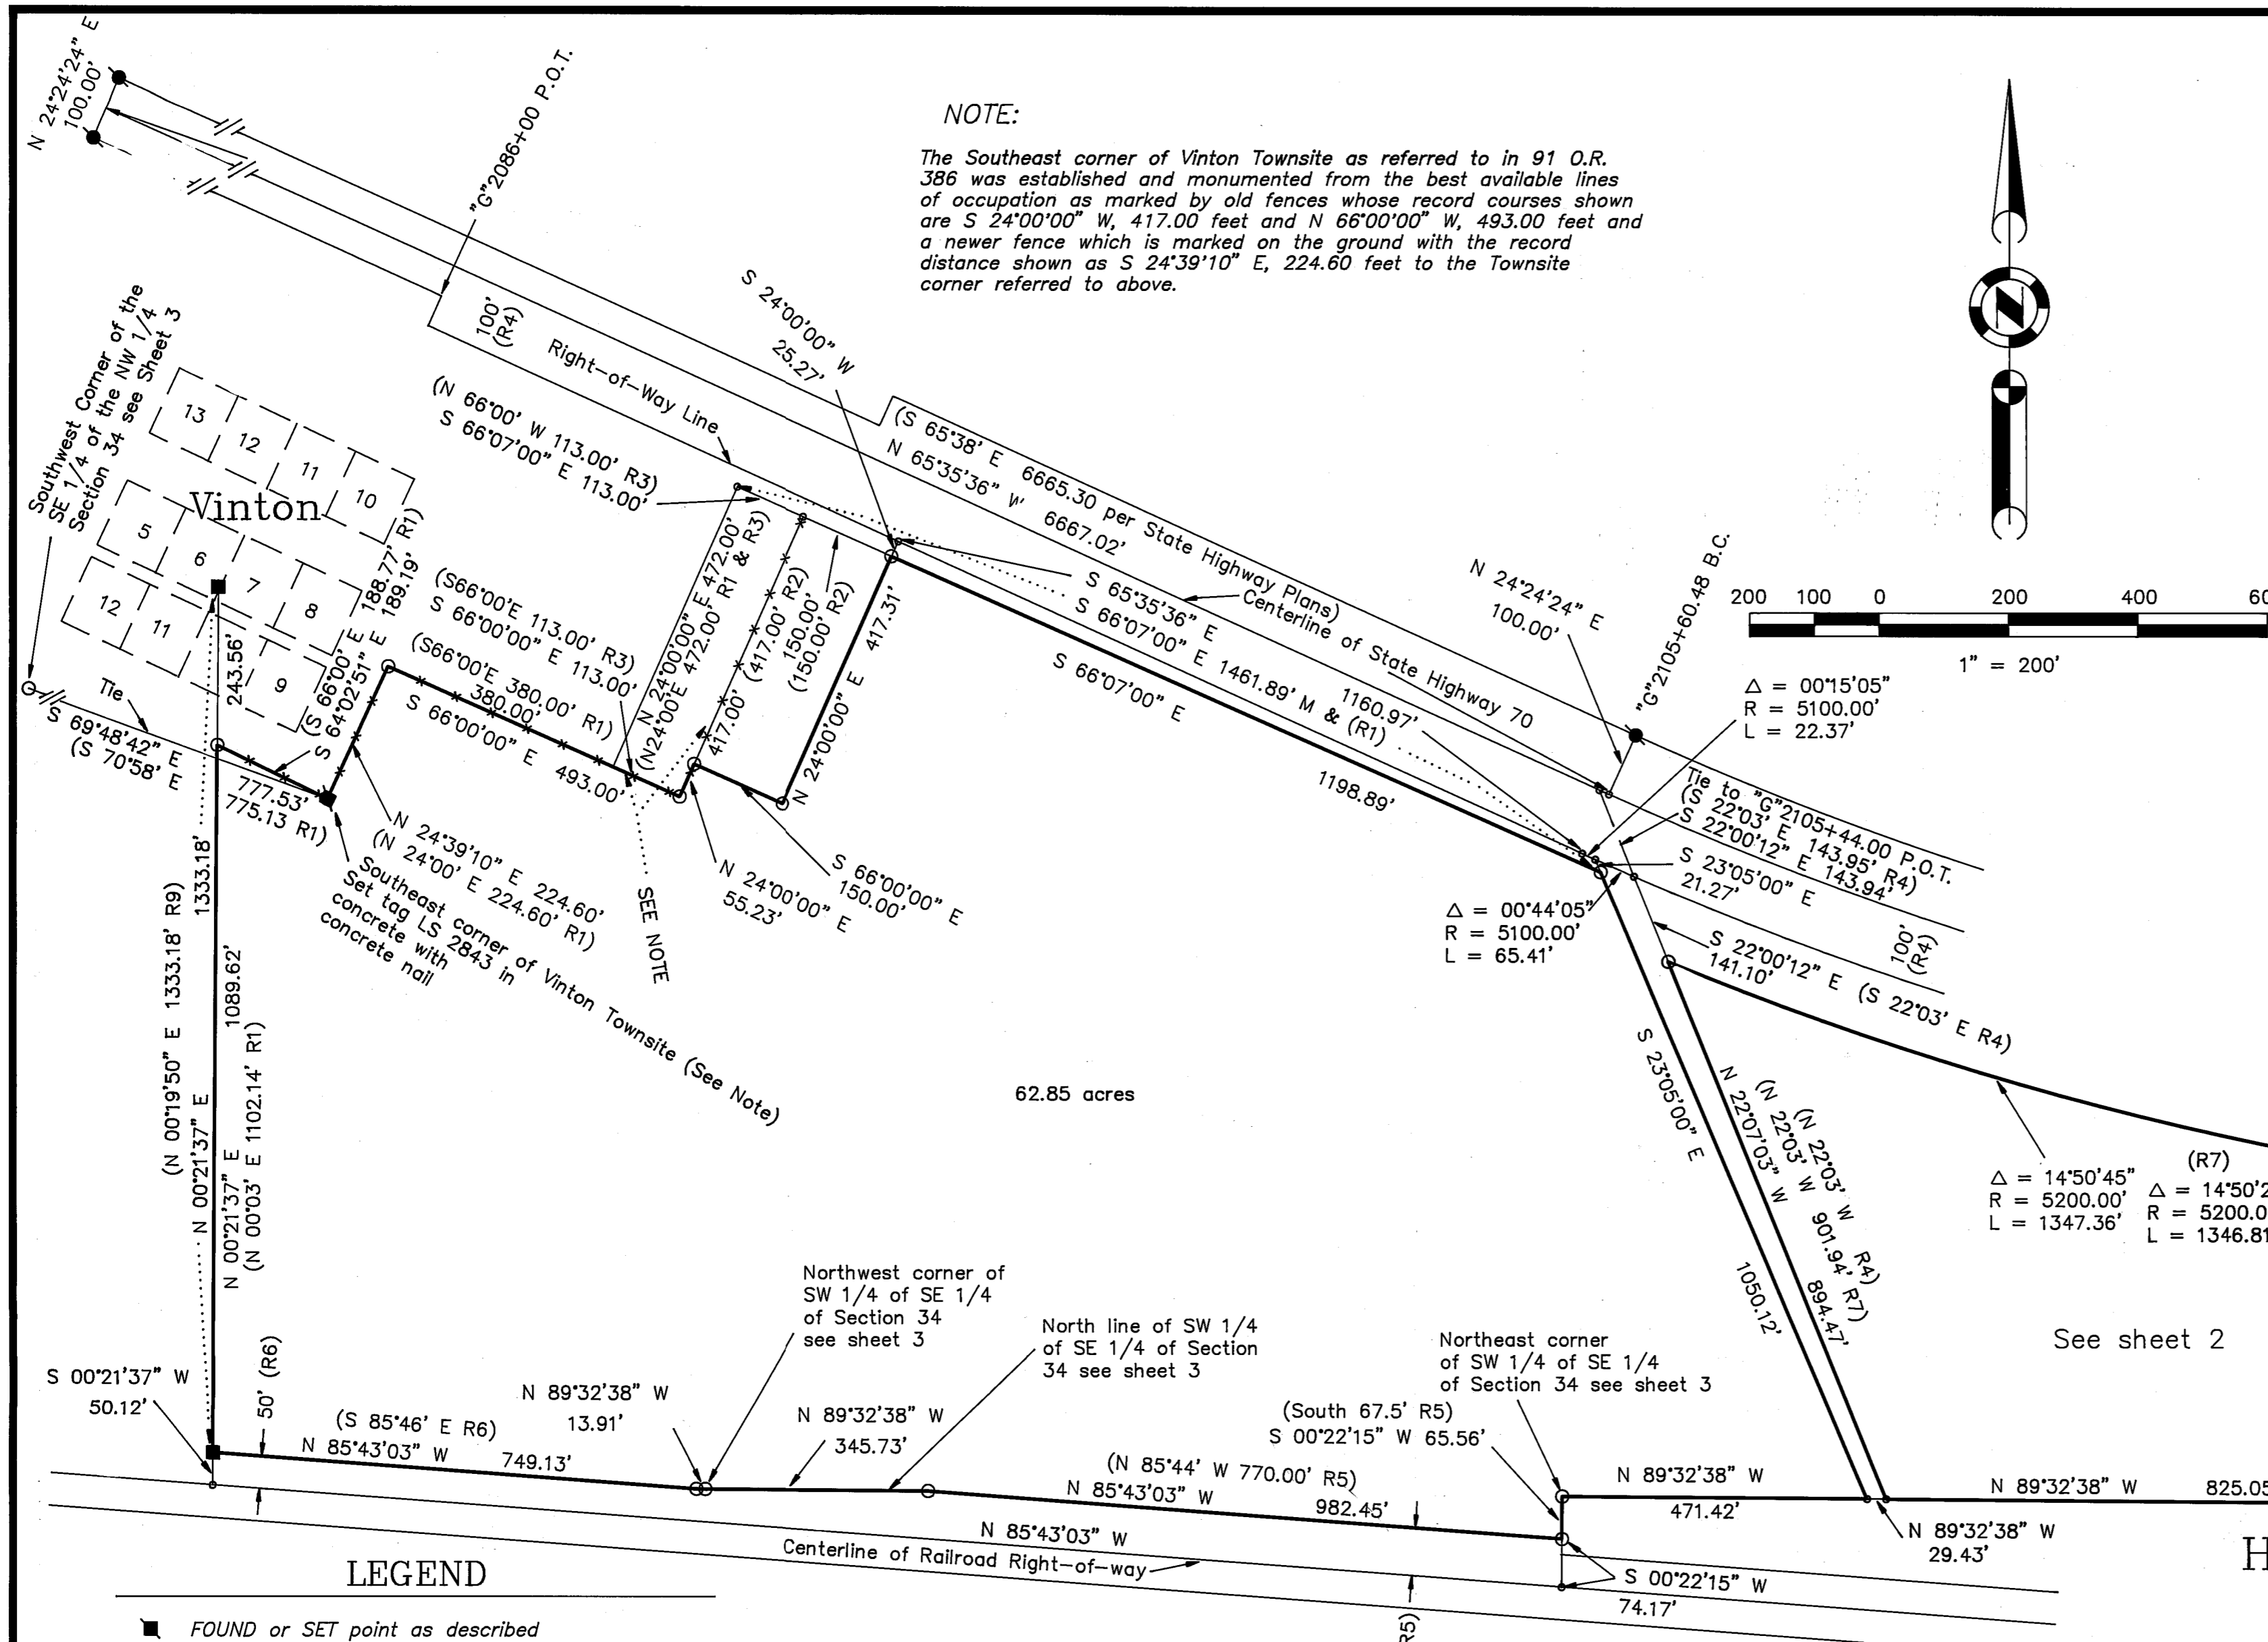 N 24°24'24" E
100.00'
"G"2086+00 P.O.T.
NOTE:
The Southeast corner of Vinton Townsite as referred to in 91 O.R.
386 was established and monumented from the best available lines
of occupation as marked by old fences whose record courses shown
are S 24°00'00" W, 417.00 feet and N 66°00'00" W, 493.00 feet and
a newer fence which is marked on the ground with the record
distance shown as S 24°39'10" E, 224.60 feet to the Townsite
corner referred to above.
N
200 100 0 200 400
1" = 200'
100'
(R4)
Right-of-Way Line
S 24°00'00" W
25.27'
(N 66°00' W 113.00' R3)
S 66°07'00" E 113.00'
(S 65°38' E 6665.30 per State Highway Plans)
N 65°35'36" W 6667.02'
Centerline of State Highway 70
S 65°35'36" E
1160.97'
S 66°07'00" E 1461.89' M & (R1)
S 66°07'00" E
1198.89'
N 24°24'24" E
100.00'
"G"2105+60.48 B.C.
Δ = 00°15'05"
R = 5100.00'
L = 22.37'
Tie to "G"2105+44.00 P.O.T.
(S 22°03' E 143.95' R4)
S 22°00'12" E 143.94'
S 23°05'00" E
21.27'
Δ = 00°44'05"
R = 5100.00'
L = 65.41'
100'
(R4)
S 22°00'12" E (S 22°03' E R4)
141.10'
Southwest Corner of the
SE 1/4 of the NW 1/4
Section 34 see Sheet 3
13
12
11
10
Vinton
5
6
7
8
12
11
9
243.56'
Tie
S 69°48'42" E
777.53'
(S 70°58' E
775.13 R1)
(S 66°00' E 188.77' R1)
S 64°02'51" E 189.19'
(S66°00'E 113.00' R3)
S 66°00'00" E 113.00'
(S66°00'E 380.00' R1)
380.00'
S 66°00'00" E 493.00'
N 24°00'00" E 472.00'
(N24°00'E 472.00' R1 & R3)
417.00' (417.00' R2)
150.00'
(150.00' R2)
N 24°00'00" E 417.31'
N 24°39'10" E 224.60'
(N 24°00' E 224.60' R1)
Southeast corner of Vinton Townsite (See Note)
Set tag LS 2843 in
concrete with
concrete nail
SEE NOTE
N 24°00'00" E
55.23'
S 66°00'00" E
150.00'
(N 00°19'50" E 1333.18' R9)
N 00°21'37" E
1333.18'
N 00°21'37" E
1089.62'
(N 00°03' E 1102.14' R1)
62.85 acres
S 23°05'00" E
1050.12'
(N 22°03' W R4)
(N 22°03' W 901.94' R7)
N 22°07'03" W
894.47'
Δ = 14°50'45"
R = 5200.00'
L = 1347.36'
(R7)
Δ = 14°50'2
R = 5200.0
L = 1346.81
See sheet 2
Northwest corner of
SW 1/4 of SE 1/4
of Section 34
see sheet 3
North line of SW 1/4
of SE 1/4 of Section
34 see sheet 3
Northeast corner
of SW 1/4 of SE 1/4
of Section 34 see sheet 3
S 00°21'37" W
50.12'
50' (R6)
(S 85°46' E R6)
N 85°43'03" W
749.13'
N 89°32'38" W
13.91'
N 89°32'38" W
345.73'
(South 67.5' R5)
S 00°22'15" W 65.56'
(N 85°44' W 770.00' R5)
N 85°43'03" W
982.45'
N 89°32'38" W
471.42'
N 89°32'38" W 825.05
N 89°32'38" W
29.43'
N 85°43'03" W
Centerline of Railroad Right-of-way
S 00°22'15" W
74.17'
R5)
H
LEGEND
FOUND or SET point as described